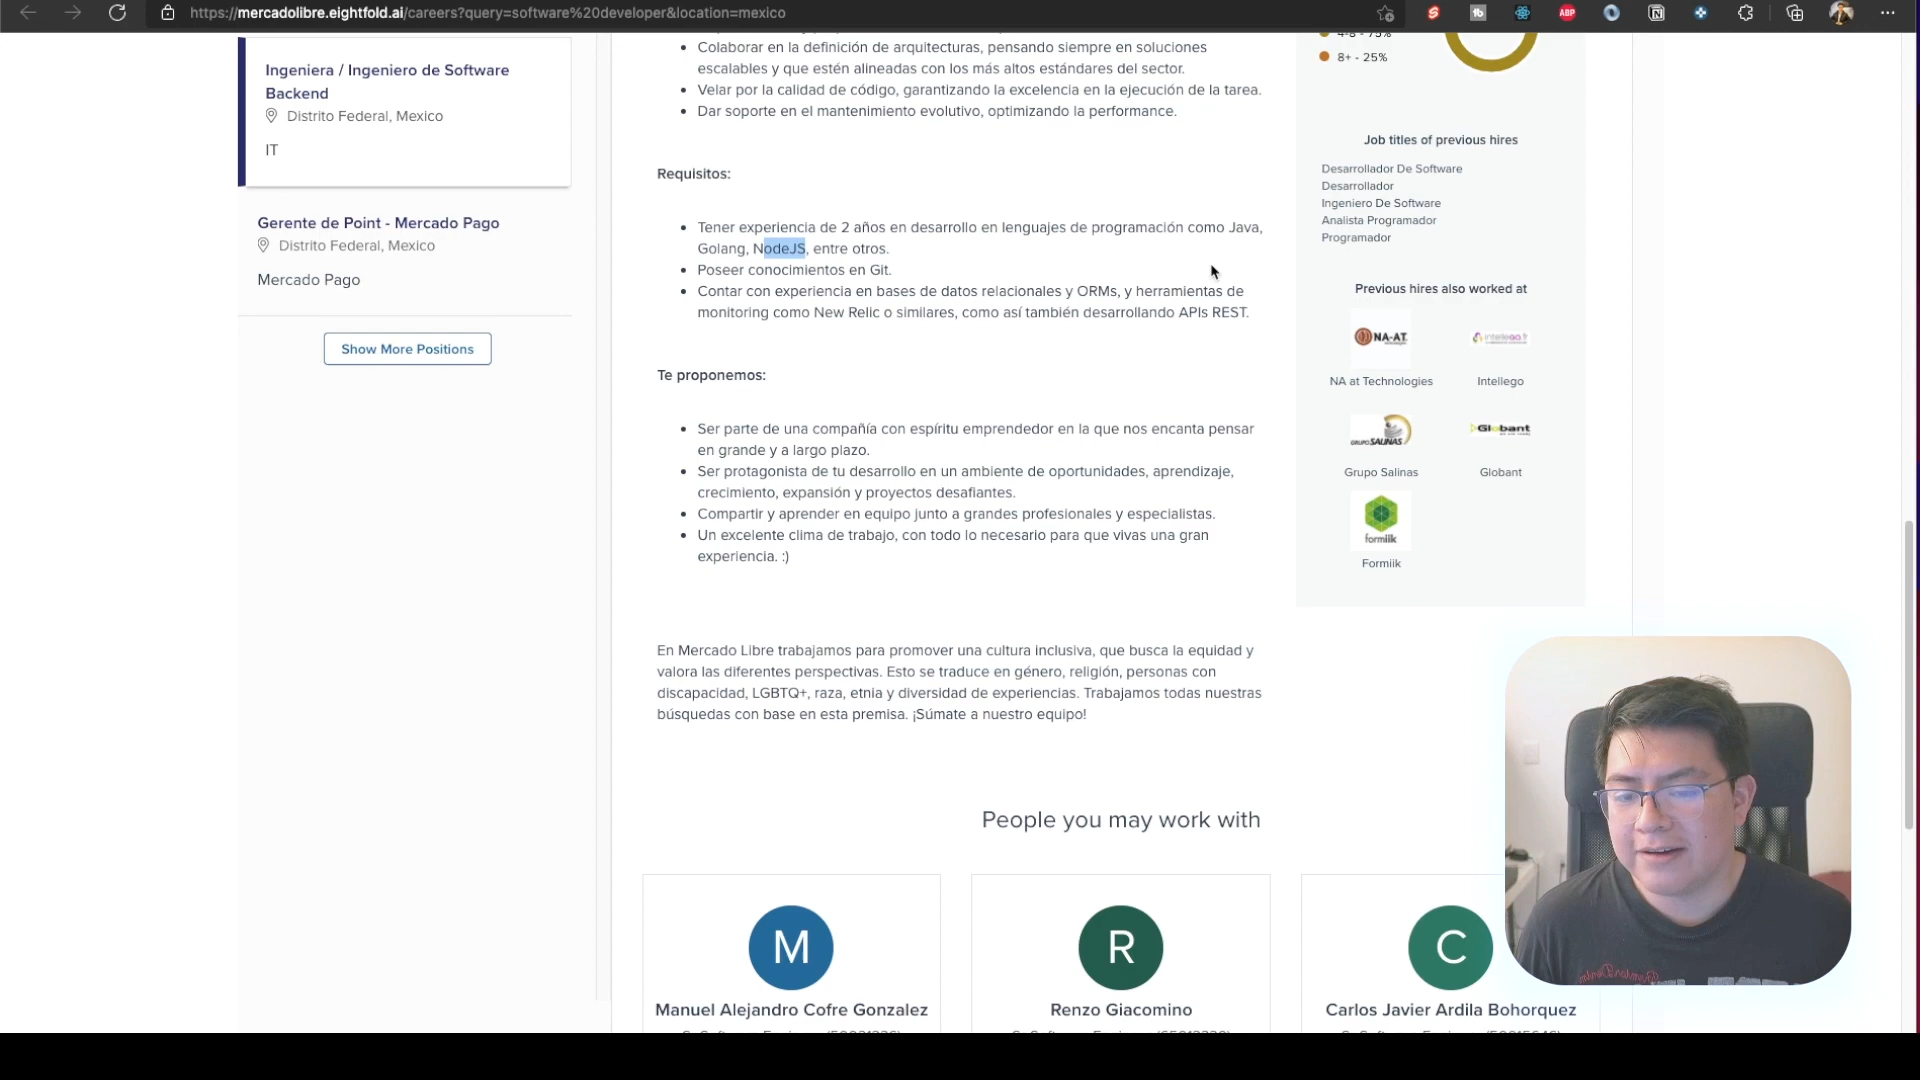 https://mercadolibre.eightfold.ai/careers?query=software%20developer&location=mexico
ABP
Ingeniera / Ingeniero de Software
Backend
Distrito Federal, Mexico
IT
Gerente de Point - Mercado Pago
Distrito Federal, Mexico
Mercado Pago
Show More Positions
Colaborar en la definición de arquitecturas, pensando siempre en soluciones
escalables y que estén alineadas con los más altos estándares del sector.
Velar por la calidad de código, garantizando la excelencia en la ejecución de la tarea.
Dar soporte en el mantenimiento evolutivo, optimizando la performance.
Requisitos:
Tener experiencia de 2 años en desarrollo en lenguajes de programación como Java,
Golang, NodeJS, entre otros.
Poseer conocimientos en Git.
Contar con experiencia en bases de datos relacionales y ORMs, y herramientas de
monitoring como New Relic o similares, como así también desarrollando APIs REST.
Te proponemos:
Ser parte de una compañía con espíritu emprendedor en la que nos encanta pensar
en grande y a largo plazo.
Ser protagonista de tu desarrollo en un ambiente de oportunidades, aprendizaje,
crecimiento, expansión y proyectos desafiantes.
Compartir y aprender en equipo junto a grandes profesionales y especialistas.
Un excelente clima de trabajo, con todo lo necesario para que vivas una gran
experiencia. :)
En Mercado Libre trabajamos para promover una cultura inclusiva, que busca la equidad y
valora las diferentes perspectivas. Esto se traduce en género, religión, personas con
discapacidad, LGBTQ+, raza, etnia y diversidad de experiencias. Trabajamos todas nuestras
búsquedas con base en esta premisa. ¡Súmate a nuestro equipo!
4-8 - 75%
8+ - 25%
Job titles of previous hires
Desarrollador De Software
Desarrollador
Ingeniero De Software
Analista Programador
Programador
Previous hires also worked at
NA-AT
NA at Technologies
Intellego
GRUPO SALINAS
Globant
Grupo Salinas
Globant
formiik
Formiik
People you may work with
M
Manuel Alejandro Cofre Gonzalez
R
Renzo Giacomino
C
Carlos Javier Ardila Bohorquez